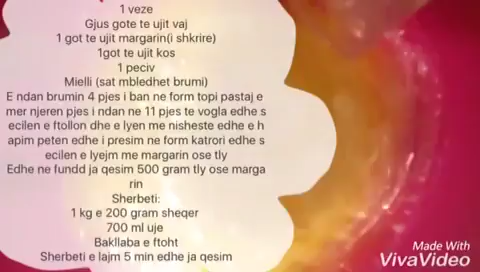 1 veze
Gjus gote te ujit vaj
1 got te ujit margarin(i shkrire)
1got te ujit kos
1 peciv
Mielli (sat mbledhet brumi)
E ndan brumin 4 pjes i ban ne form topi pastaj e
mer njeren pjes i ndan ne 11 pjes te vogla edhe s
ecilen e ftollon dhe e lyen me nisheste edhe e h
apim peten edhe i presim ne form katrori edhe s
ecilen e lyejm me margarin ose tly
Edhe ne fundd ja qesim 500 gram tly ose marga
rin
Sherbeti:
1 kg e 200 gram sheqer
700 ml uje
Bakllaba e ftoht
Sherbeti e lajm 5 min edhe ja qesim
Made With
VivaVideo